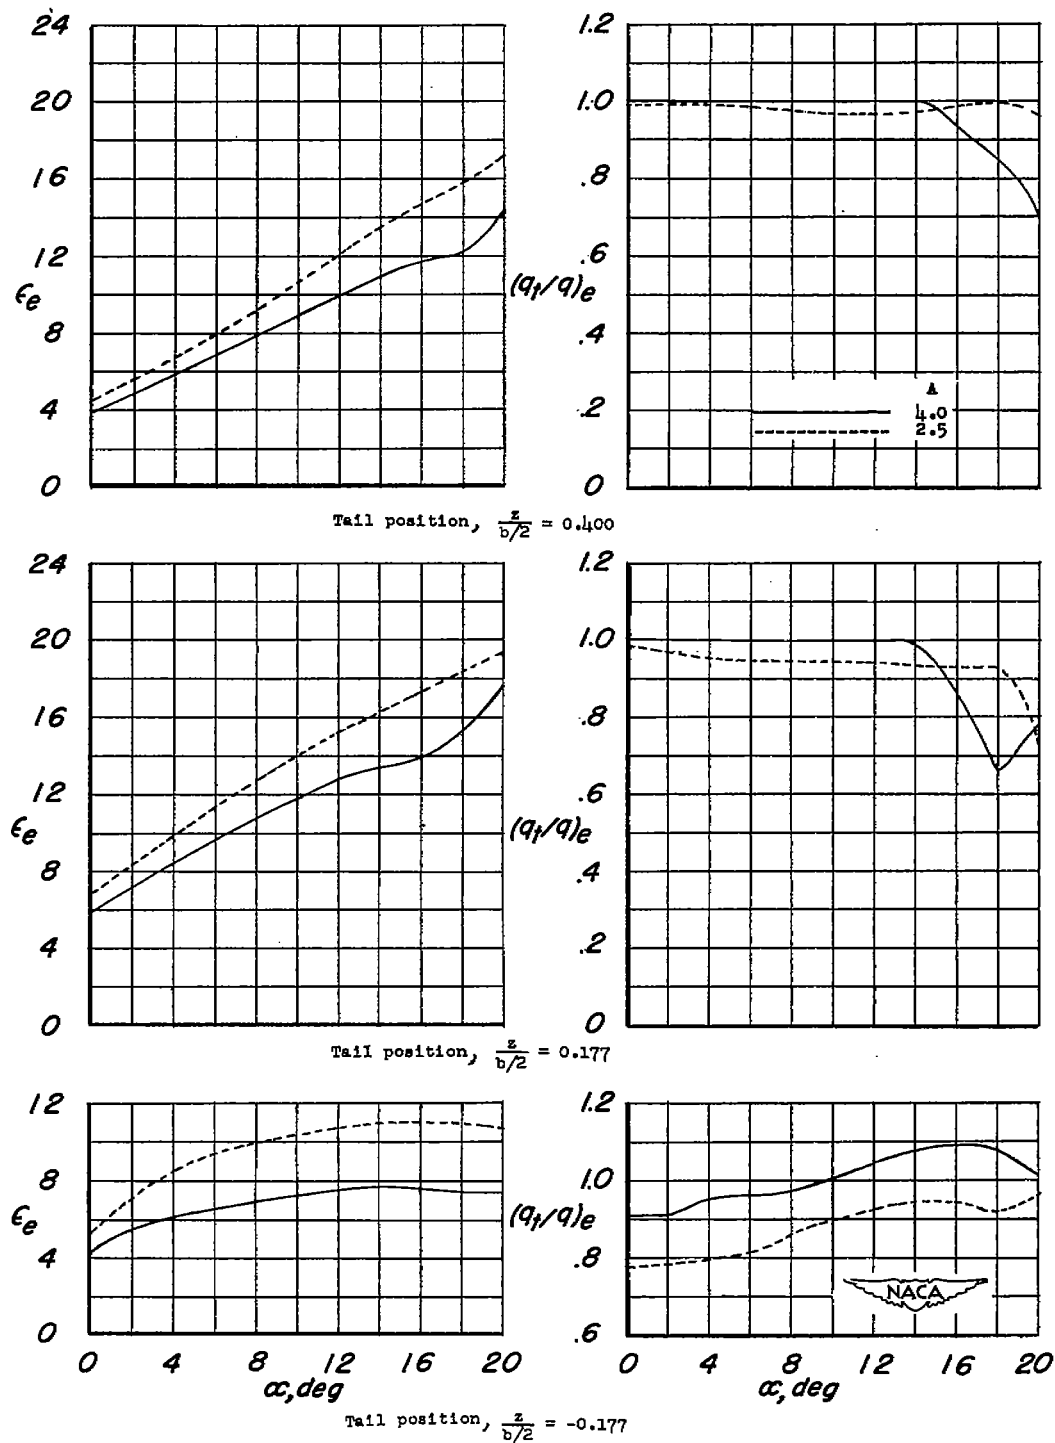 24
20
16
12
8
4
0
ϵe
1.2
1.0
.8
.6
.4
.2
0
(qt/q)e
A
4.0
2.5
Tail position, z/b/2 = 0.400
24
20
16
12
8
4
0
ϵe
1.2
1.0
.8
.6
.4
.2
0
(qt/q)e
Tail position, z/b/2 = 0.177
12
8
4
0
ϵe
0 4 8 12 16 20
α, deg
1.2
1.0
.8
.6
(qt/q)e
NACA
0 4 8 12 16 20
α, deg
Tail position, z/b/2 = -0.177